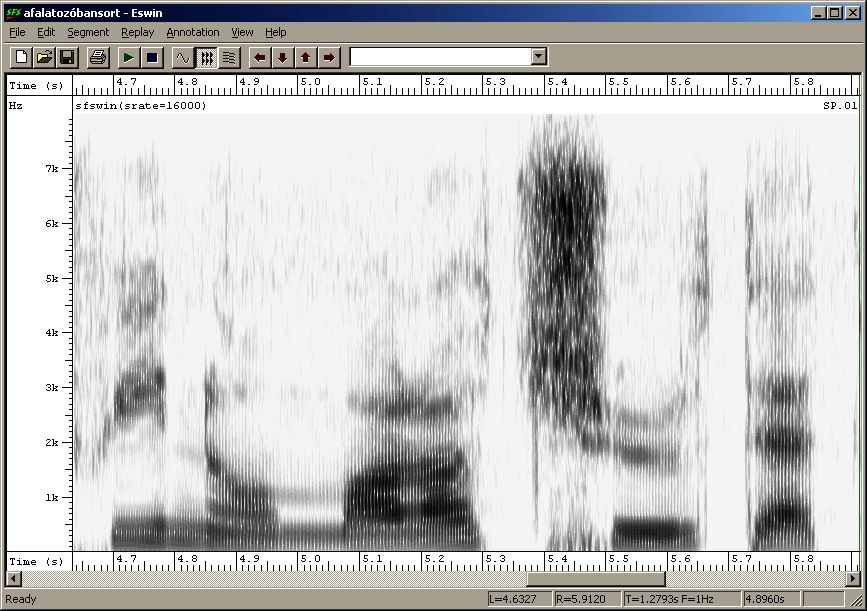 SFS afalatozóbansort - Eswin
File Edit Segment Replay Annotation View Help
Time (s) 4.7 4.8 4.9 5.0 5.1 5.2 5.3 5.4 5.5 5.6 5.7 5.8
Hz sfswin(srate=16000) SP.01
7k
6k
5k
4k
3k
2k
1k
Time (s) 4.7 4.8 4.9 5.0 5.1 5.2 5.3 5.4 5.5 5.6 5.7 5.8
Ready L=4.6327 R=5.9120 T=1.2793s F=1Hz 4.8960s